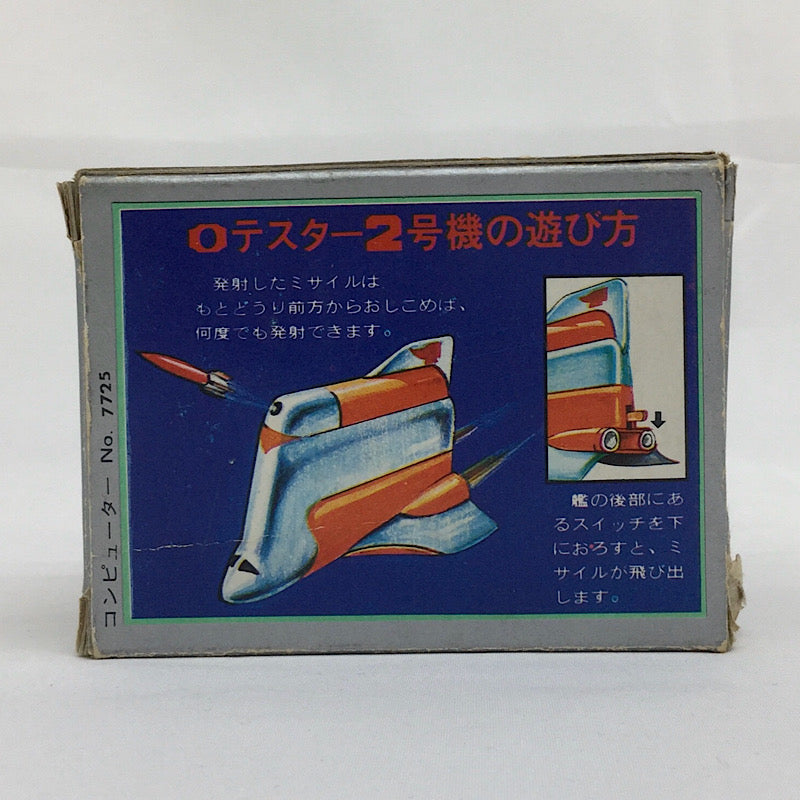 0テスター2号機の遊び方
発射したミサイルは
もとどうり前方からおしこめば、
何度でも発射できます。
艦の後部にあ
るスイッチを下
におろすと、ミ
サイルが飛び出
します。
コンピューター No. 7725